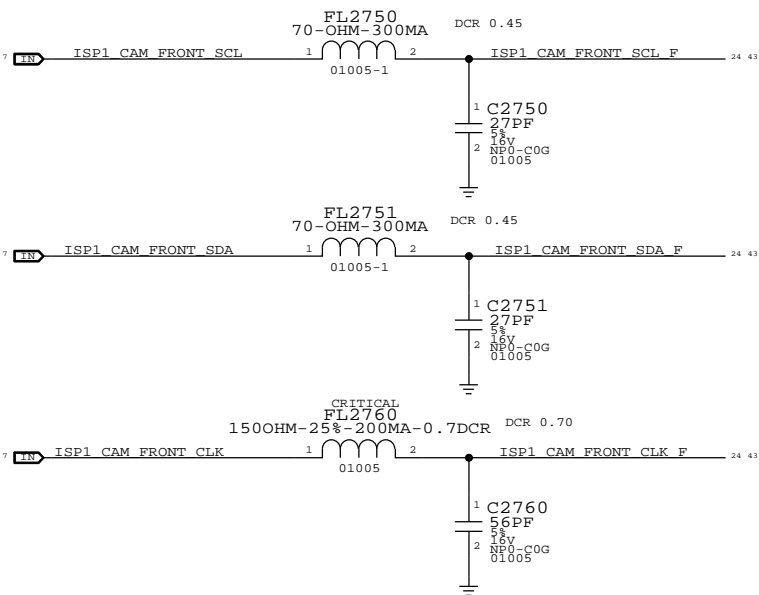 FL2750
70-OHM-300MA
DCR 0.45
7 IN ISP1_CAM_FRONT_SCL 1 2 ISP1_CAM_FRONT_SCL_F 24 43
01005-1
1 C2750
27PF
5%
16V
2 NP0-C0G
01005
FL2751
70-OHM-300MA
DCR 0.45
7 IN ISP1_CAM_FRONT_SDA 1 2 ISP1_CAM_FRONT_SDA_F 24 43
01005-1
1 C2751
27PF
5%
16V
2 NP0-C0G
01005
CRITICAL
FL2760
150OHM-25%-200MA-0.7DCR
DCR 0.70
7 IN ISP1_CAM_FRONT_CLK 1 2 ISP1_CAM_FRONT_CLK_F 24 43
01005
1 C2760
56PF
5%
16V
2 NP0-C0G
01005